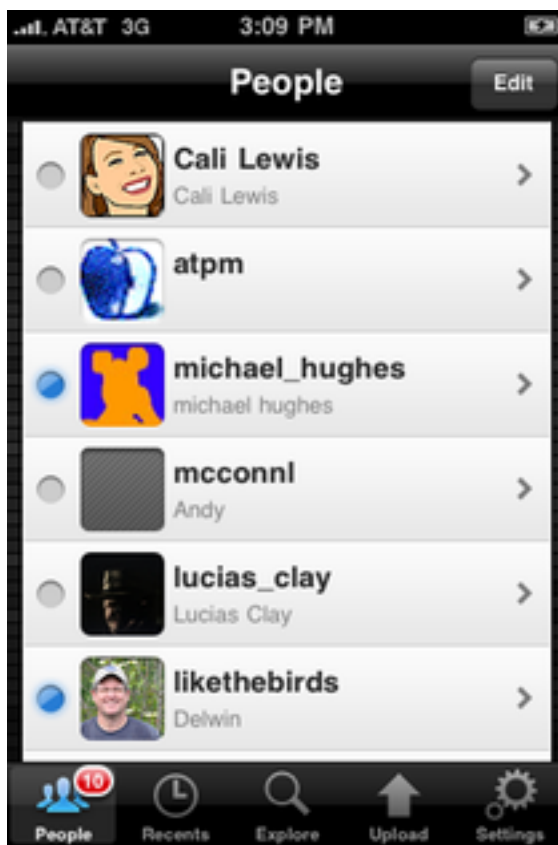 AT&T 3G 3:09 PM
People Edit
Cali Lewis
Cali Lewis
atpm
michael_hughes
michael hughes
mcconnl
Andy
lucias_clay
Lucias Clay
likethebirds
Delwin
10
People Recents Explore Upload Settings